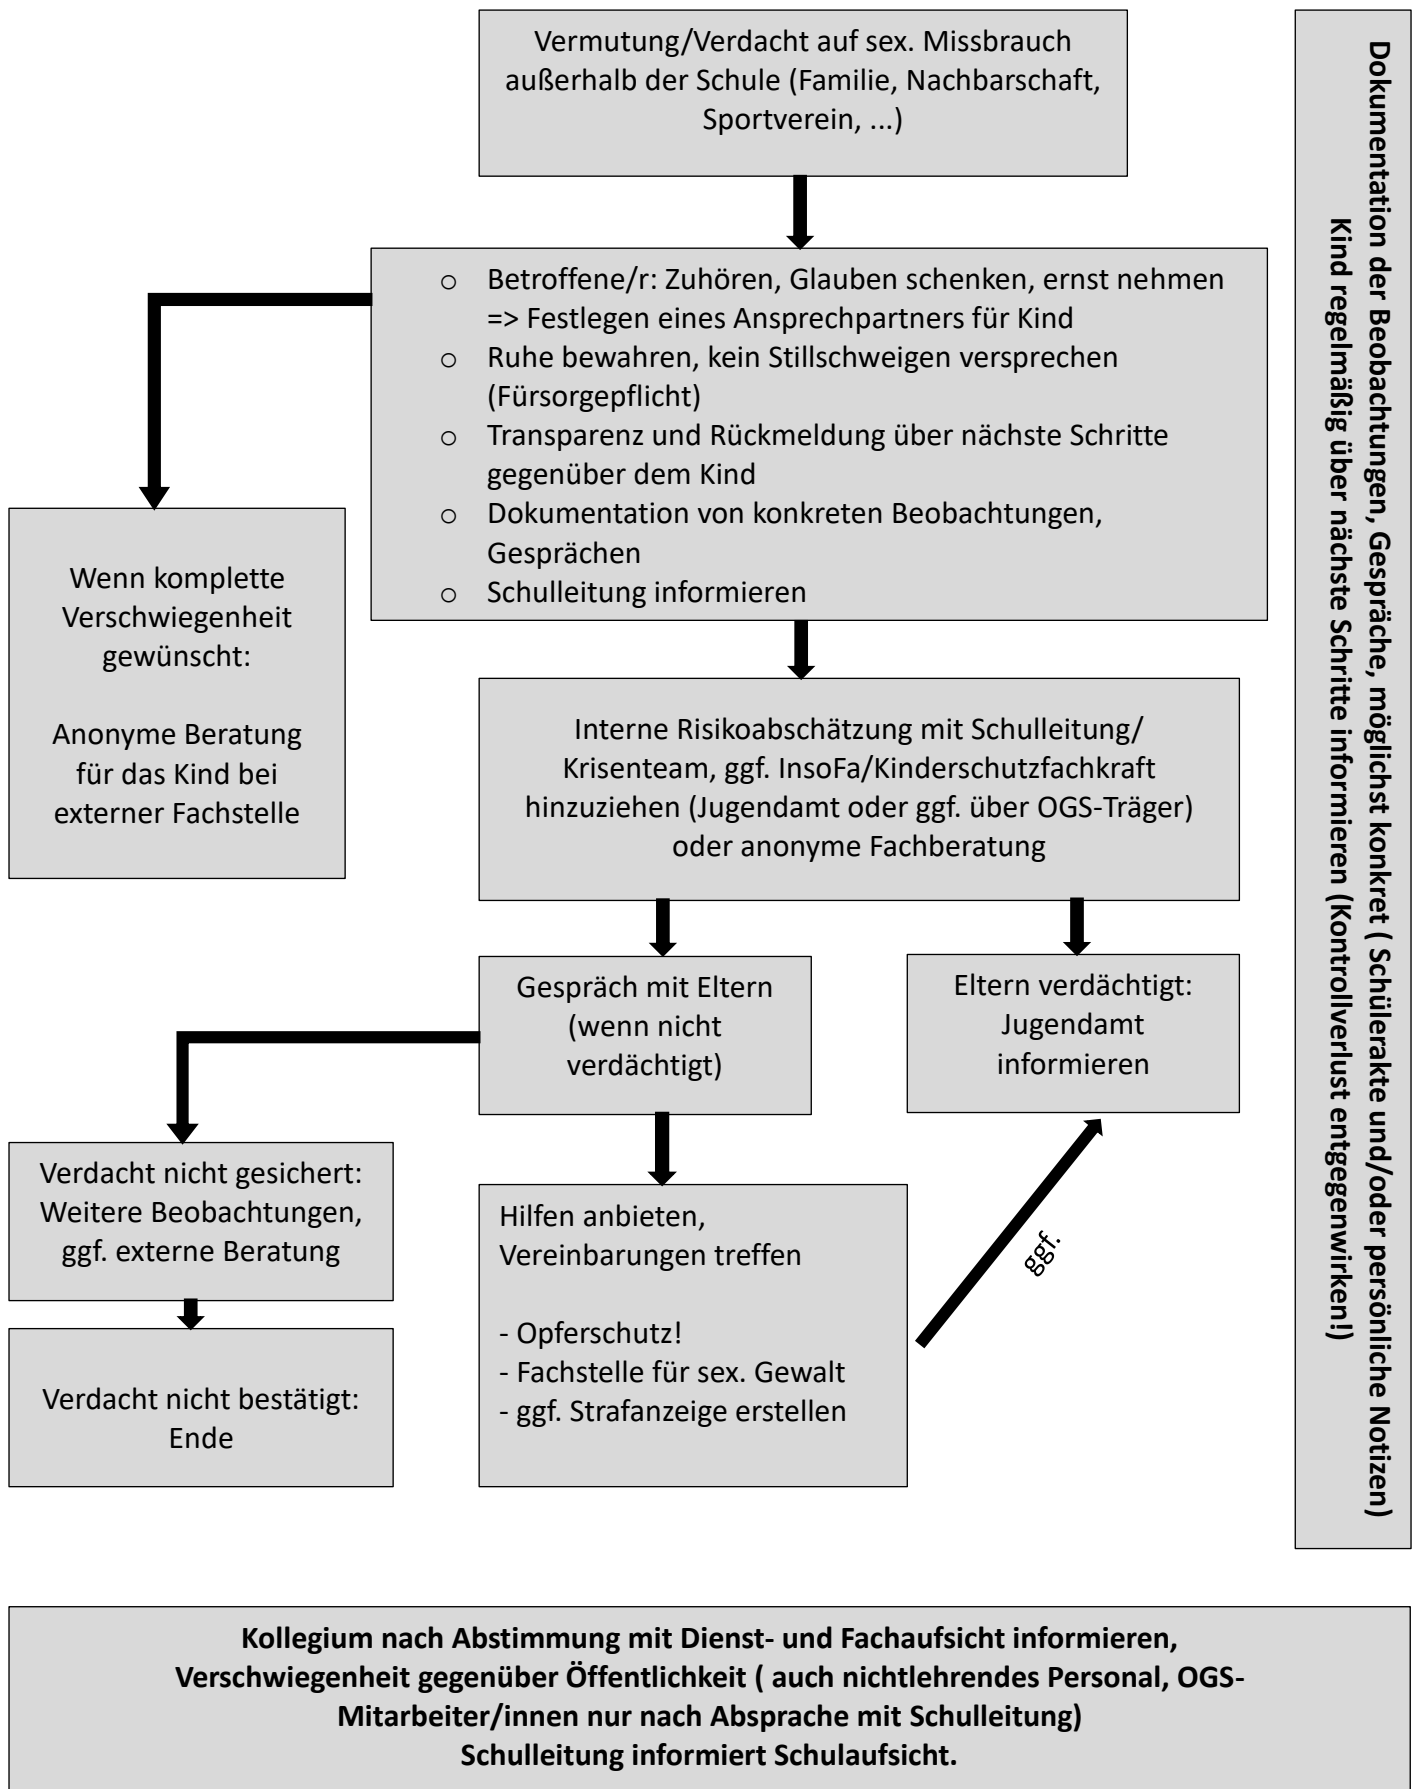 Vermutung/Verdacht auf sex. Missbrauch
außerhalb der Schule (Familie, Nachbarschaft,
Sportverein, ...)
o Betroffene/r: Zuhören, Glauben schenken, ernst nehmen
=> Festlegen eines Ansprechpartners für Kind
o Ruhe bewahren, kein Stillschweigen versprechen
(Fürsorgepflicht)
o Transparenz und Rückmeldung über nächste Schritte
gegenüber dem Kind
o Dokumentation von konkreten Beobachtungen,
Gesprächen
o Schulleitung informieren
Wenn komplette
Verschwiegenheit
gewünscht:
Anonyme Beratung
für das Kind bei
externer Fachstelle
Interne Risikoabschätzung mit Schulleitung/
Krisenteam, ggf. InsoFa/Kinderschutzfachkraft
hinzuziehen (Jugendamt oder ggf. über OGS-Träger)
oder anonyme Fachberatung
Gespräch mit Eltern
(wenn nicht
verdächtigt)
Eltern verdächtigt:
Jugendamt
informieren
Verdacht nicht gesichert:
Weitere Beobachtungen,
ggf. externe Beratung
Verdacht nicht bestätigt:
Ende
Hilfen anbieten,
Vereinbarungen treffen
- Opferschutz!
- Fachstelle für sex. Gewalt
- ggf. Strafanzeige erstellen
ggf.
Dokumentation der Beobachtungen, Gespräche, möglichst konkret ( Schülerakte und/oder persönliche Notizen)
Kind regelmäßig über nächste Schritte informieren (Kontrollverlust entgegenwirken!)
Kollegium nach Abstimmung mit Dienst- und Fachaufsicht informieren,
Verschwiegenheit gegenüber Öffentlichkeit ( auch nichtlehrendes Personal, OGS-
Mitarbeiter/innen nur nach Absprache mit Schulleitung)
Schulleitung informiert Schulaufsicht.